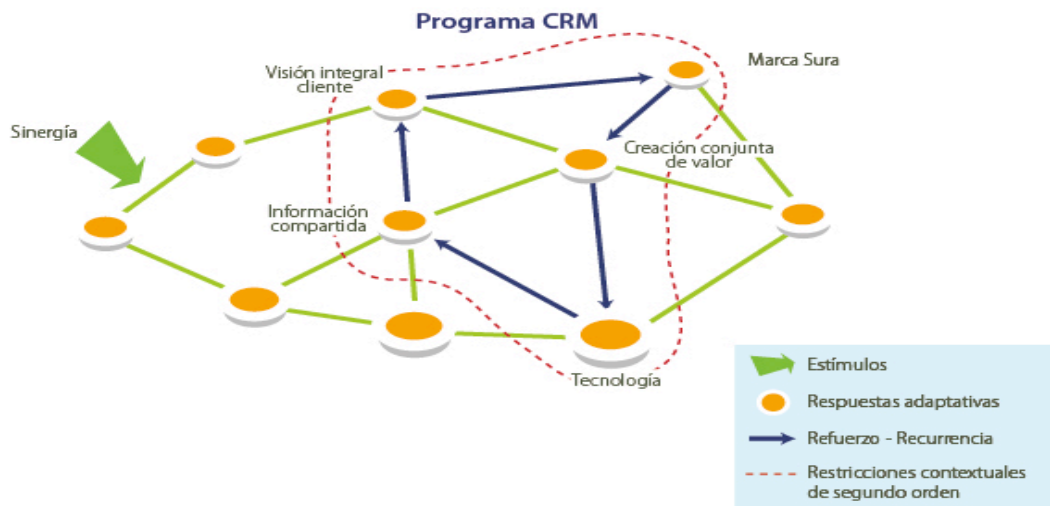 Programa CRM
Visión integral
cliente
Marca Sura
Sinergía
Creación conjunta
de valor
Información
compartida
Tecnología
Estímulos
Respuestas adaptativas
Refuerzo - Recurrencia
Restricciones contextuales
de segundo orden